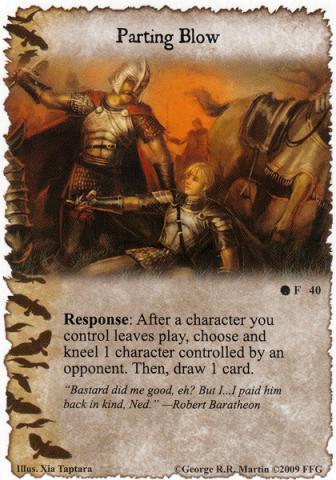 Parting Blow
F 40
Response: After a character you
control leaves play, choose and
kneel 1 character controlled by an
opponent. Then, draw 1 card.
“Bastard did me good, eh? But I...I paid him
back in kind, Ned.” —Robert Baratheon
Illus. Xia Taptara ©George R.R. Martin ©2009 FFG